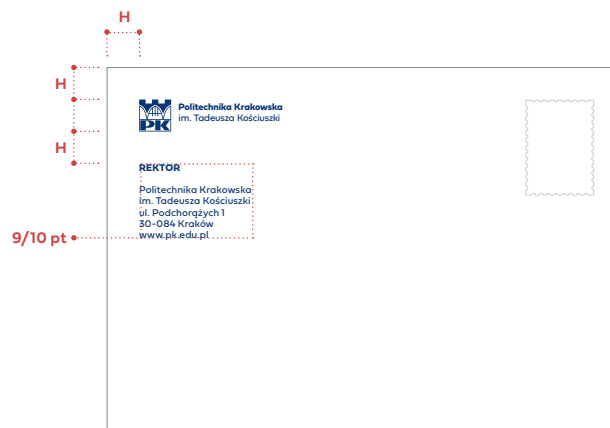 H
H
Politechnika Krakowska
im. Tadeusza Kościuszki
PK
H
REKTOR
Politechnika Krakowska
im. Tadeusza Kościuszki
ul. Podchorążych 1
30-084 Kraków
www.pk.edu.pl
9/10 pt